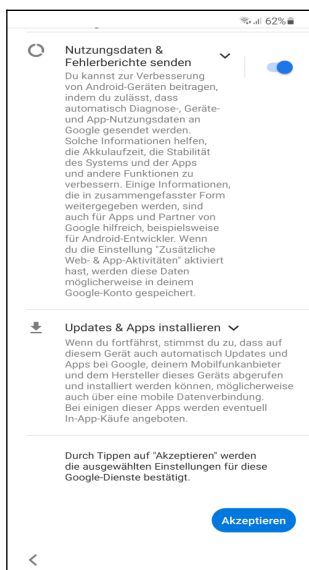 62%
Nutzungsdaten &
Fehlerberichte senden
Du kannst zur Verbesserung
von Android-Geräten beitragen,
indem du zulässt, dass
automatisch Diagnose-, Geräte-
und App-Nutzungsdaten an
Google gesendet werden.
Solche Informationen helfen,
die Akkulaufzeit, die Stabilität
des Systems und der Apps
und andere Funktionen zu
verbessern. Einige Informationen,
die in zusammengefasster Form
weitergegeben werden, sind
auch für Apps und Partner von
Google hilfreich, beispielsweise
für Android-Entwickler. Wenn
du die Einstellung "Zusätzliche
Web- & App-Aktivitäten" aktiviert
hast, werden diese Daten
möglicherweise in deinem
Google-Konto gespeichert.
Updates & Apps installieren
Wenn du fortfährst, stimmst du zu, dass auf
diesem Gerät auch automatisch Updates und
Apps bei Google, deinem Mobilfunkanbieter
und dem Hersteller dieses Geräts abgerufen
und installiert werden können, möglicherweise
auch über eine mobile Datenverbindung.
Bei einigen dieser Apps werden eventuell
In-App-Käufe angeboten.
Durch Tippen auf "Akzeptieren" werden
die ausgewählten Einstellungen für diese
Google-Dienste bestätigt.
Akzeptieren